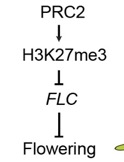 PRC2
H3K27me3
FLC
Flowering